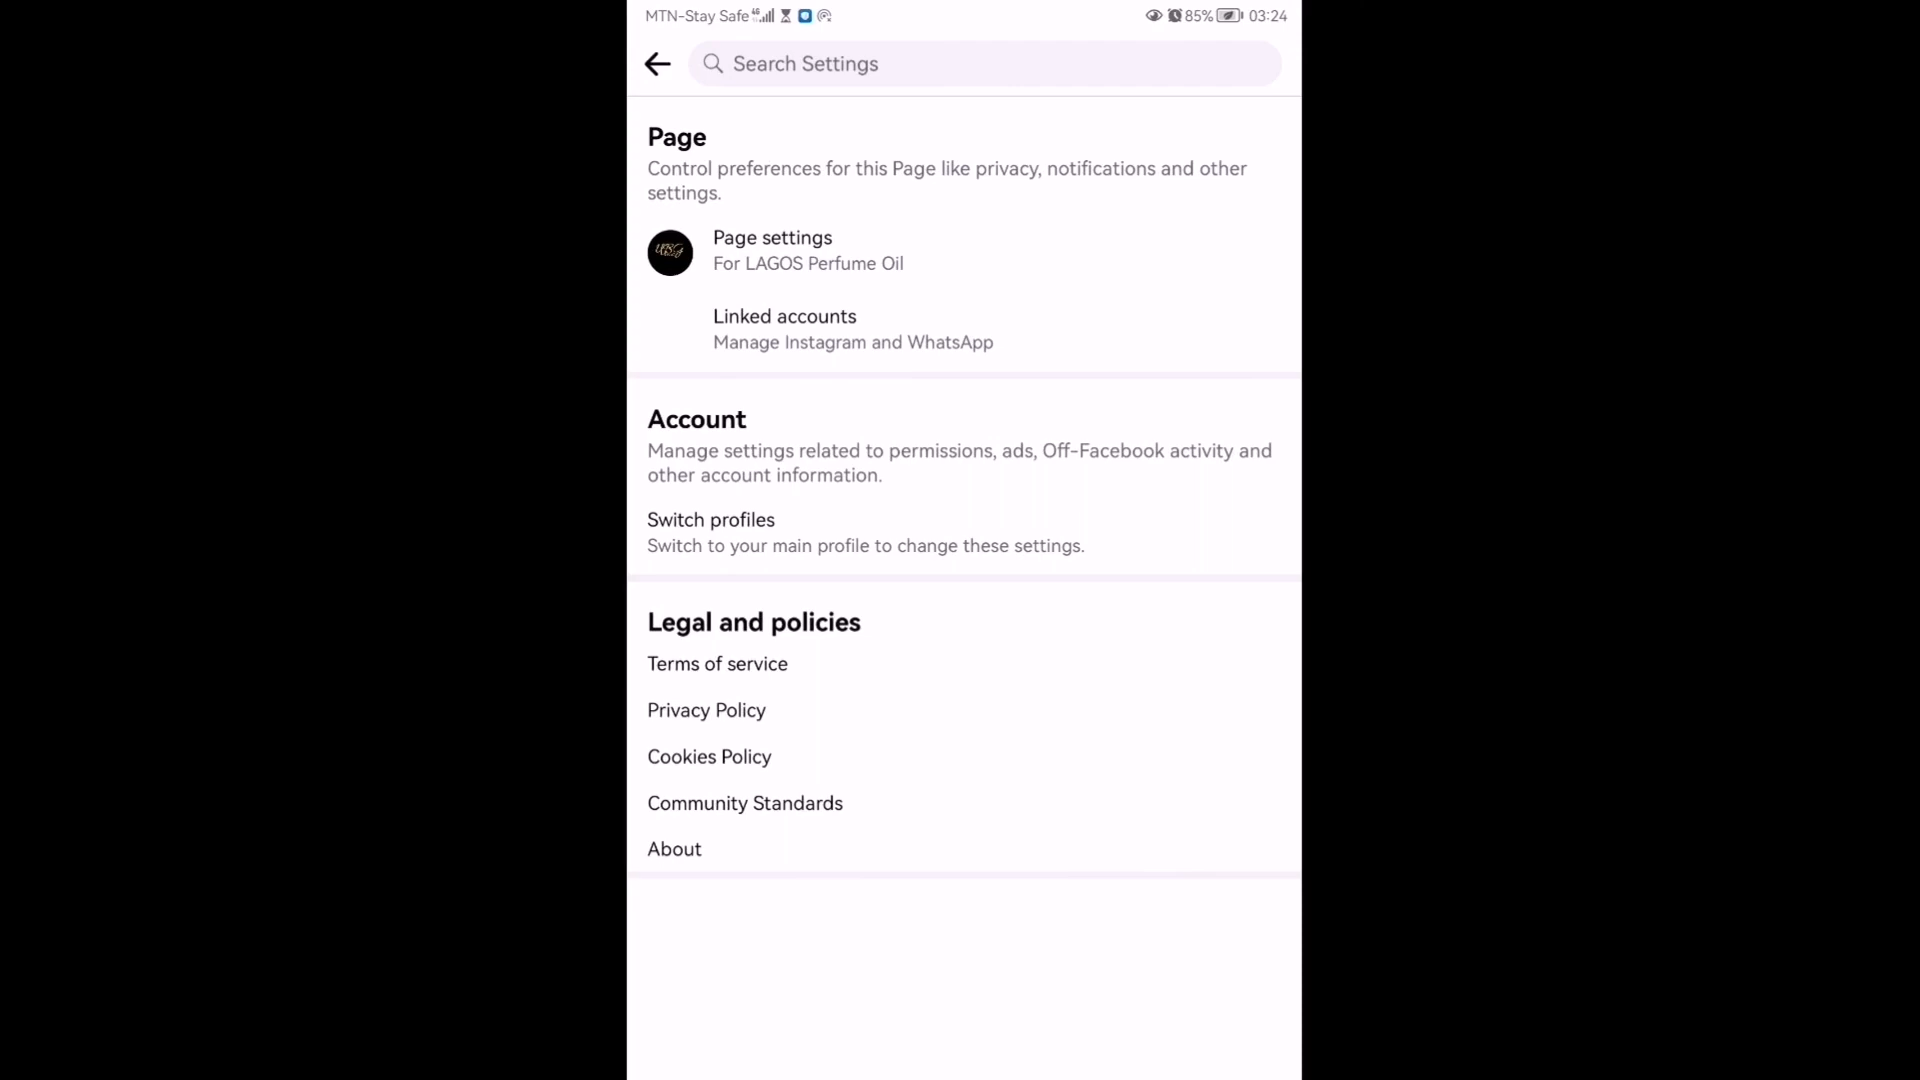 MTN-Stay Safe 4G 85% 03:24
Search Settings
Page
Control preferences for this Page like privacy, notifications and other
settings.
Page settings
For LAGOS Perfume Oil
Linked accounts
Manage Instagram and WhatsApp
Account
Manage settings related to permissions, ads, Off-Facebook activity and
other account information.
Switch profiles
Switch to your main profile to change these settings.
Legal and policies
Terms of service
Privacy Policy
Cookies Policy
Community Standards
About